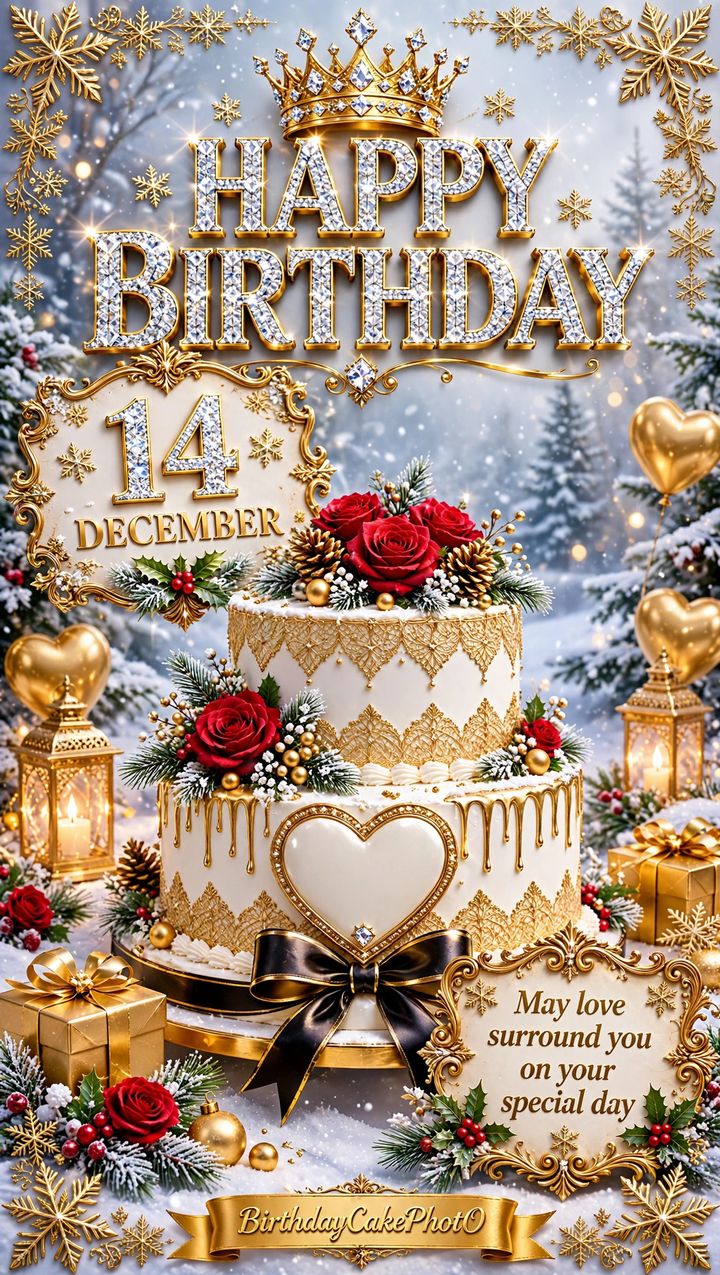 HAPPY
BIRTHDAY
14
DECEMBER
May love
surround you
on your
special day
BirthdayCakePhotO